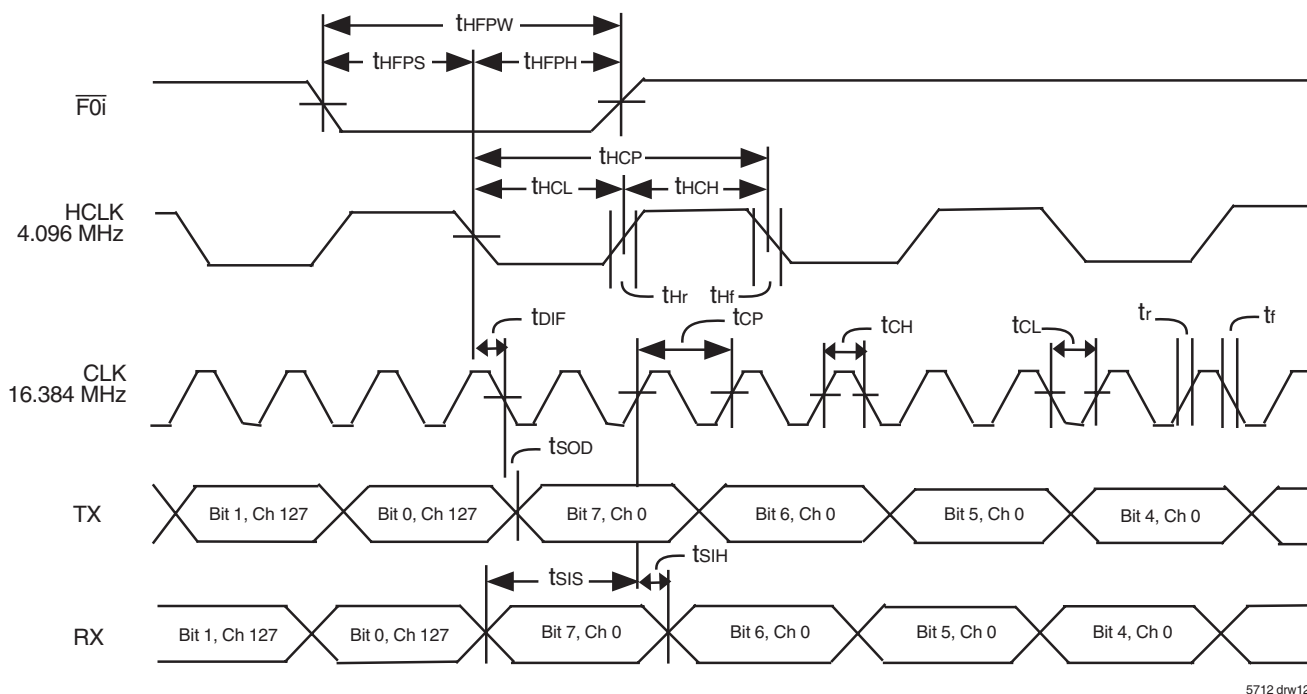 tHFPW
tHFPS
tHFPH
F0i
tHCP
tHCL
tHCH
HCLK
4.096 MHz
tHr
tHf
tDIF
tCP
tCH
tCL
tr
tf
CLK
16.384 MHz
tSOD
TX
Bit 1, Ch 127
Bit 0, Ch 127
Bit 7, Ch 0
Bit 6, Ch 0
Bit 5, Ch 0
Bit 4, Ch 0
tSIS
tSIH
RX
Bit 1, Ch 127
Bit 0, Ch 127
Bit 7, Ch 0
Bit 6, Ch 0
Bit 5, Ch 0
Bit 4, Ch 0
5712 drw12